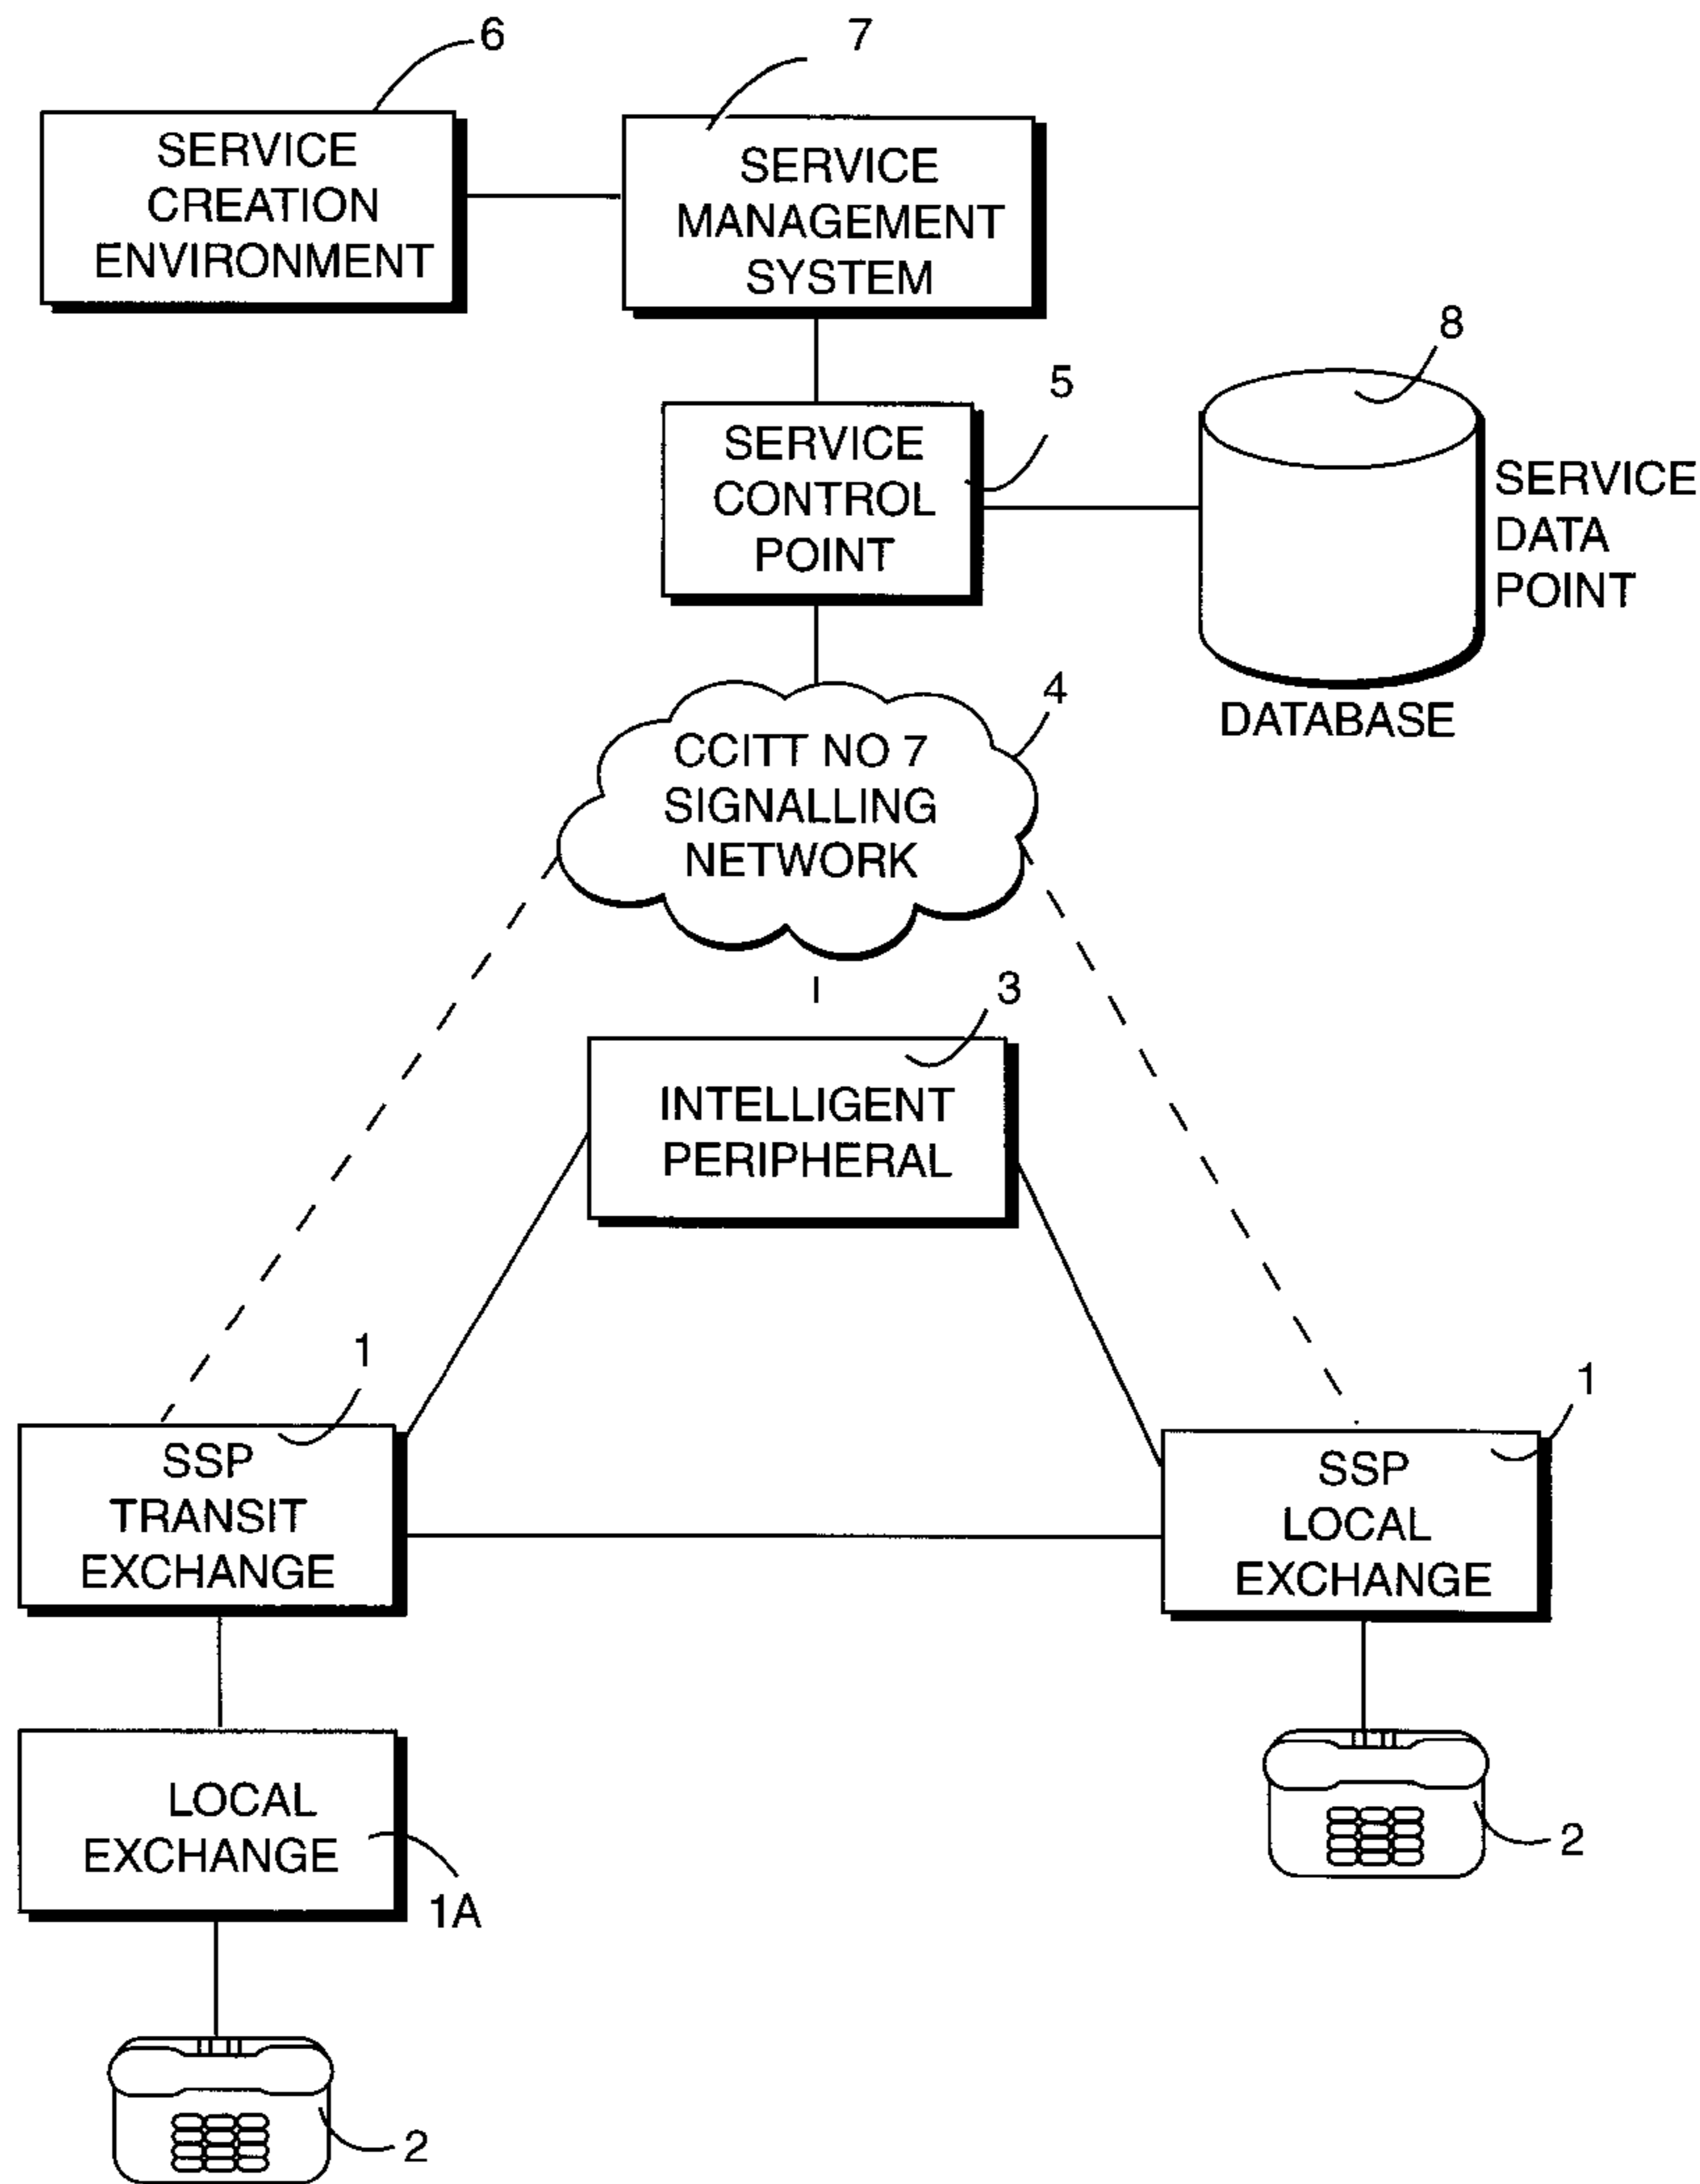 6
7
SERVICE
CREATION
ENVIRONMENT
SERVICE
MANAGEMENT
SYSTEM
8
5
SERVICE
CONTROL
POINT
SERVICE
DATA
POINT
DATABASE
4
CCITT NO 7
SIGNALLING
NETWORK
3
INTELLIGENT
PERIPHERAL
1
SSP
TRANSIT
EXCHANGE
1
SSP
LOCAL
EXCHANGE
LOCAL
EXCHANGE
1A
2
2